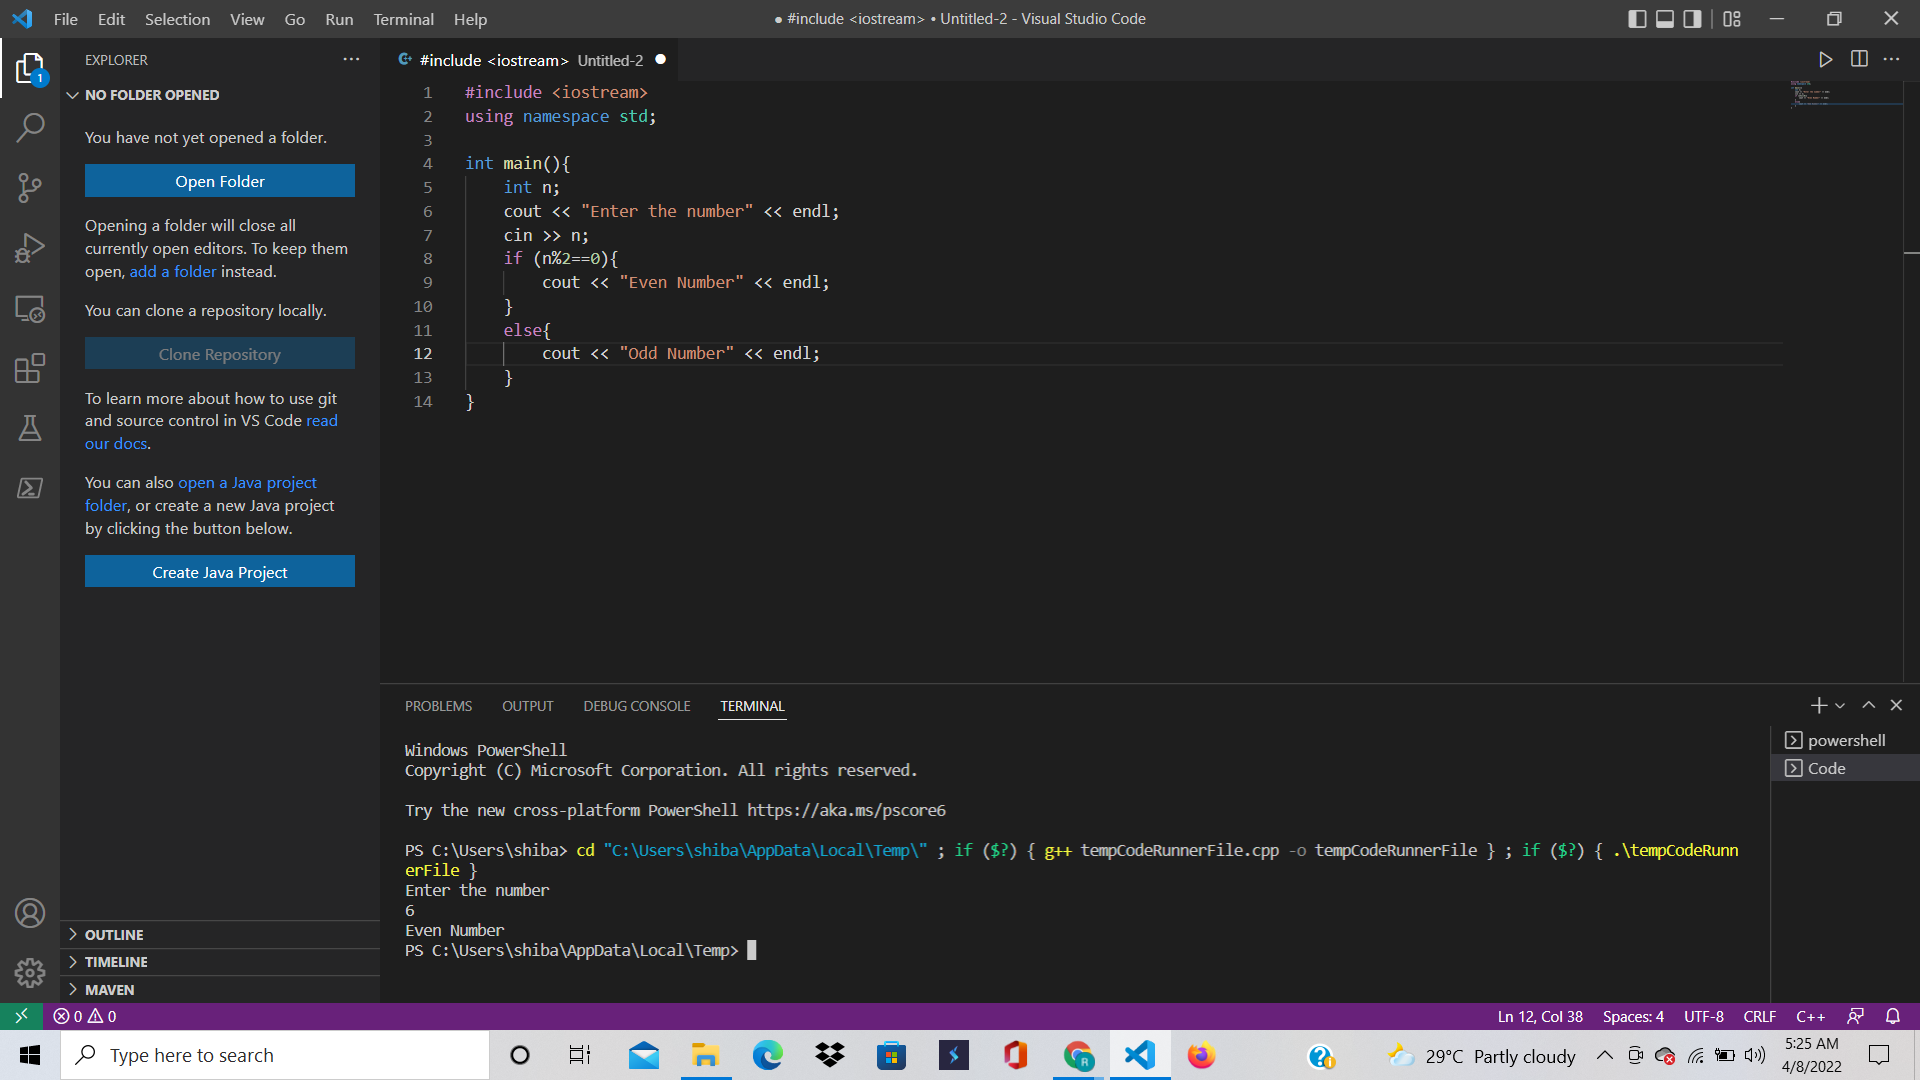 File Edit Selection View Go Run Terminal Help
● #include <iostream> • Untitled-2 - Visual Studio Code
EXPLORER
1
NO FOLDER OPENED
You have not yet opened a folder.
Open Folder
Opening a folder will close all
currently open editors. To keep them
open, add a folder instead.
You can clone a repository locally.
Clone Repository
To learn more about how to use git
and source control in VS Code read
our docs.
You can also open a Java project
folder, or create a new Java project
by clicking the button below.
Create Java Project
OUTLINE
TIMELINE
MAVEN
#include <iostream> Untitled-2
1 #include <iostream>
2 using namespace std;
3
4 int main(){
5 int n;
6 cout << "Enter the number" << endl;
7 cin >> n;
8 if (n%2==0){
9 cout << "Even Number" << endl;
10 }
11 else{
12 cout << "Odd Number" << endl;
13 }
14 }
PROBLEMS OUTPUT DEBUG CONSOLE TERMINAL
Windows PowerShell
Copyright (C) Microsoft Corporation. All rights reserved.
Try the new cross-platform PowerShell https://aka.ms/pscore6
PS C:\Users\shiba> cd "C:\Users\shiba\AppData\Local\Temp\" ; if ($?) { g++ tempCodeRunnerFile.cpp -o tempCodeRunnerFile } ; if ($?) { .\tempCodeRunn
erFile }
Enter the number
6
Even Number
PS C:\Users\shiba\AppData\Local\Temp>
powershell
Code
0 0
Ln 12, Col 38 Spaces: 4 UTF-8 CRLF C++
Type here to search
29°C Partly cloudy
5:25 AM
4/8/2022